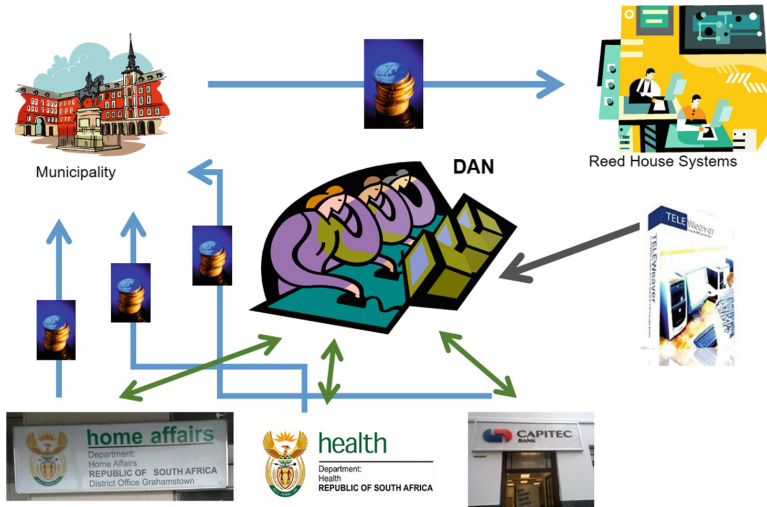 Municipality
DAN
Reed House Systems
TELEWeaver
TELEWeaver
home affairs
Department:
Home Affairs
REPUBLIC OF SOUTH AFRICA
District Office Grahamstown
health
Department:
Health
REPUBLIC OF SOUTH AFRICA
CAPITEC
BANK